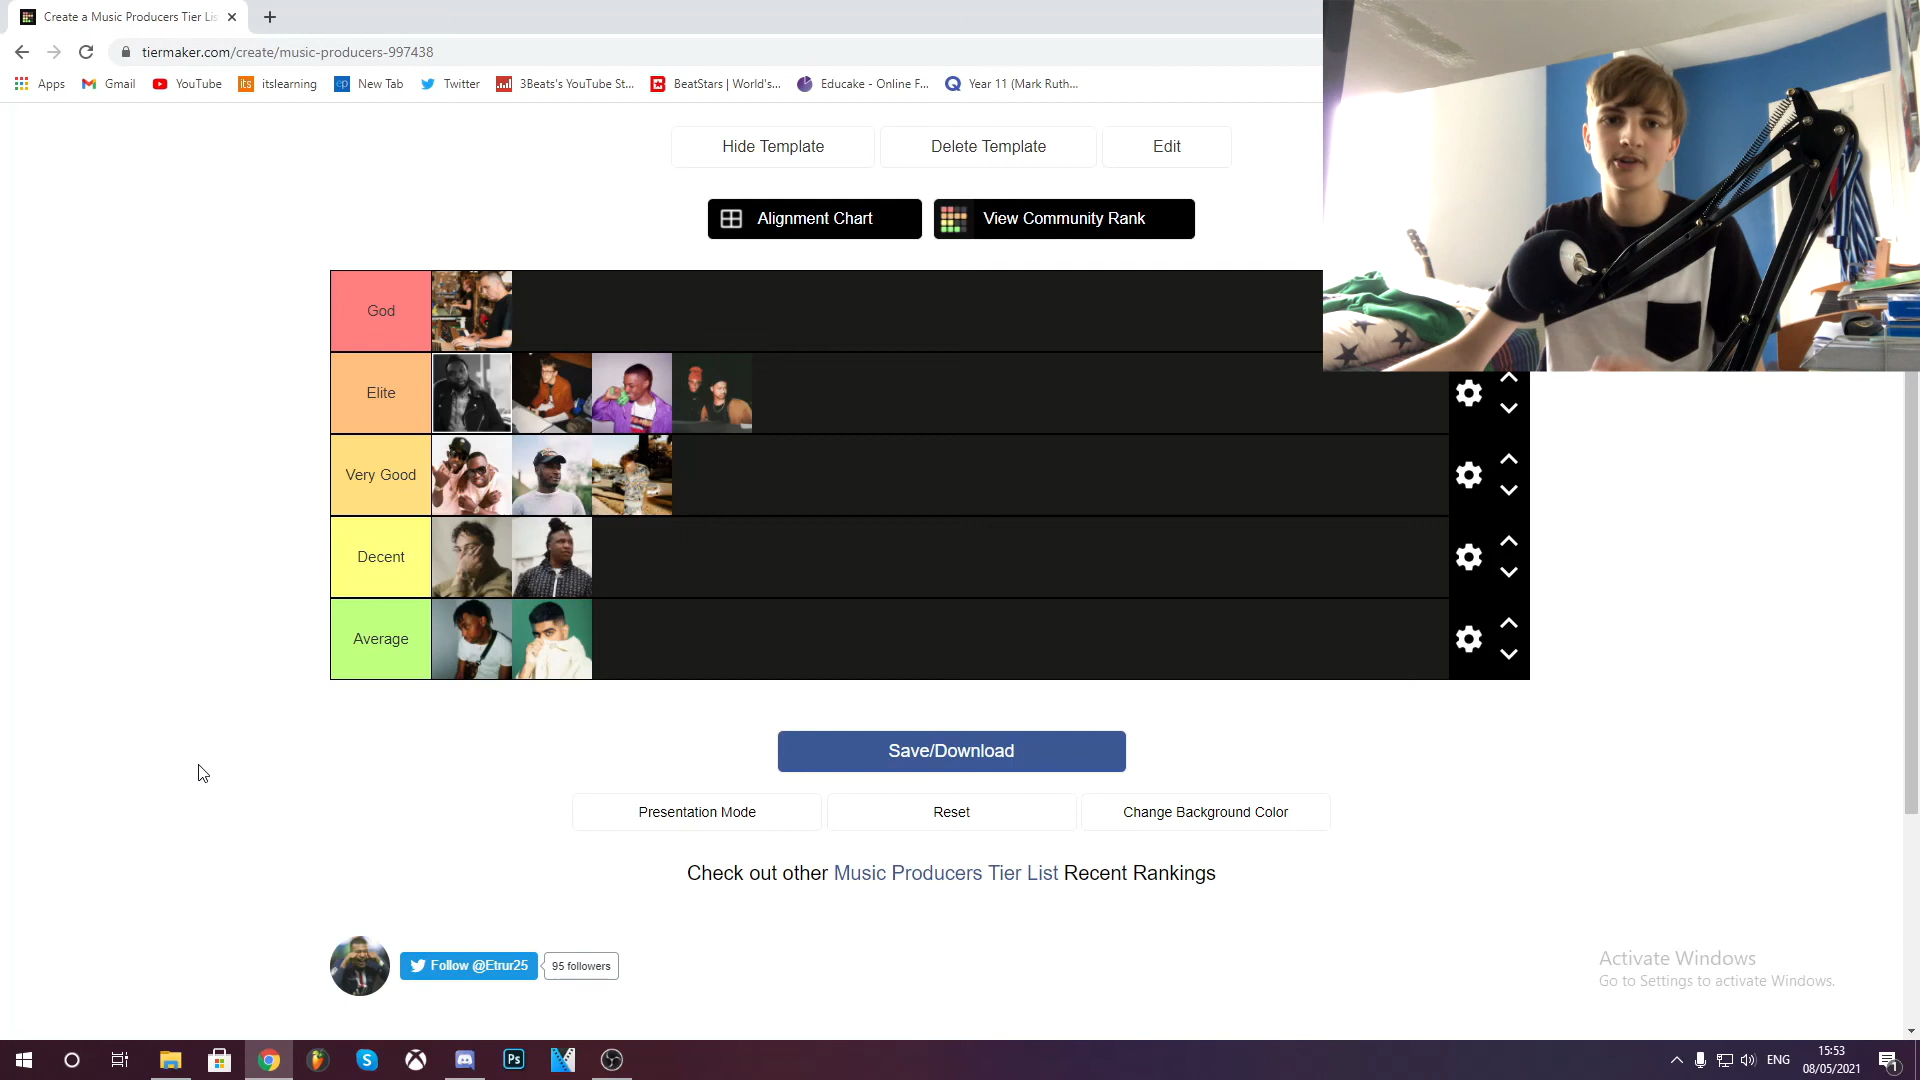 Create a Music Producers Tier Lis
tiermaker.com/create/music-producers-997438
Apps
Gmail
YouTube
its
itslearning
cp
New Tab
Twitter
3Beats's YouTube St...
BeatStars | World's...
Educake - Online F...
Year 11 (Mark Ruth...
Hide Template
Delete Template
Edit
Alignment Chart
View Community Rank
God
Elite
Very Good
Decent
Average
Save/Download
Presentation Mode
Reset
Change Background Color
Check out other Music Producers Tier List Recent Rankings
Follow @Etrur25
95 followers
Activate Windows
Go to Settings to activate Windows.
Ps
ENG
15:53
08/05/2021
1